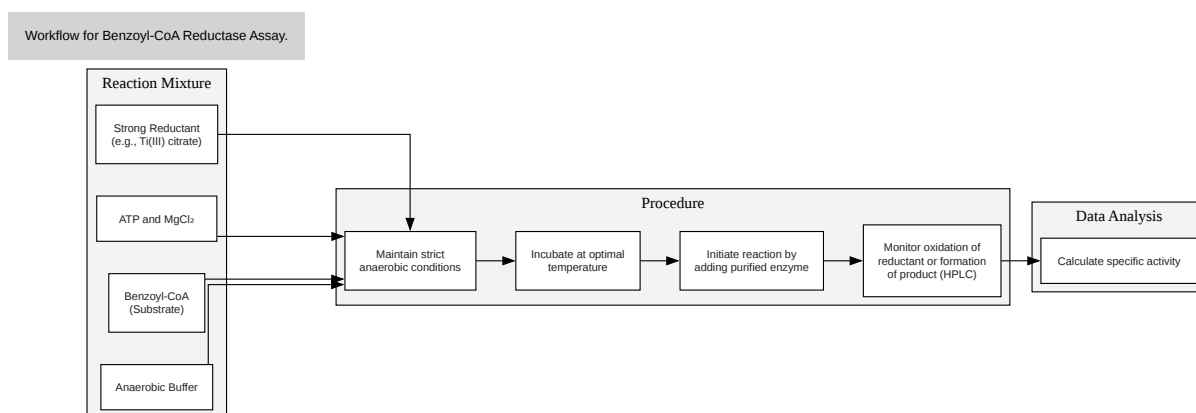 Workflow for Benzoyl-CoA Reductase Assay.
Reaction Mixture
Strong Reductant
(e.g., Ti(III) citrate)
ATP and MgCl₂
Benzoyl-CoA
(Substrate)
Anaerobic Buffer
Procedure
Maintain strict
anaerobic conditions
Incubate at optimal
temperature
Initiate reaction by
adding purified enzyme
Monitor oxidation of
reductant or formation
of product (HPLC)
Data Analysis
Calculate specific activity